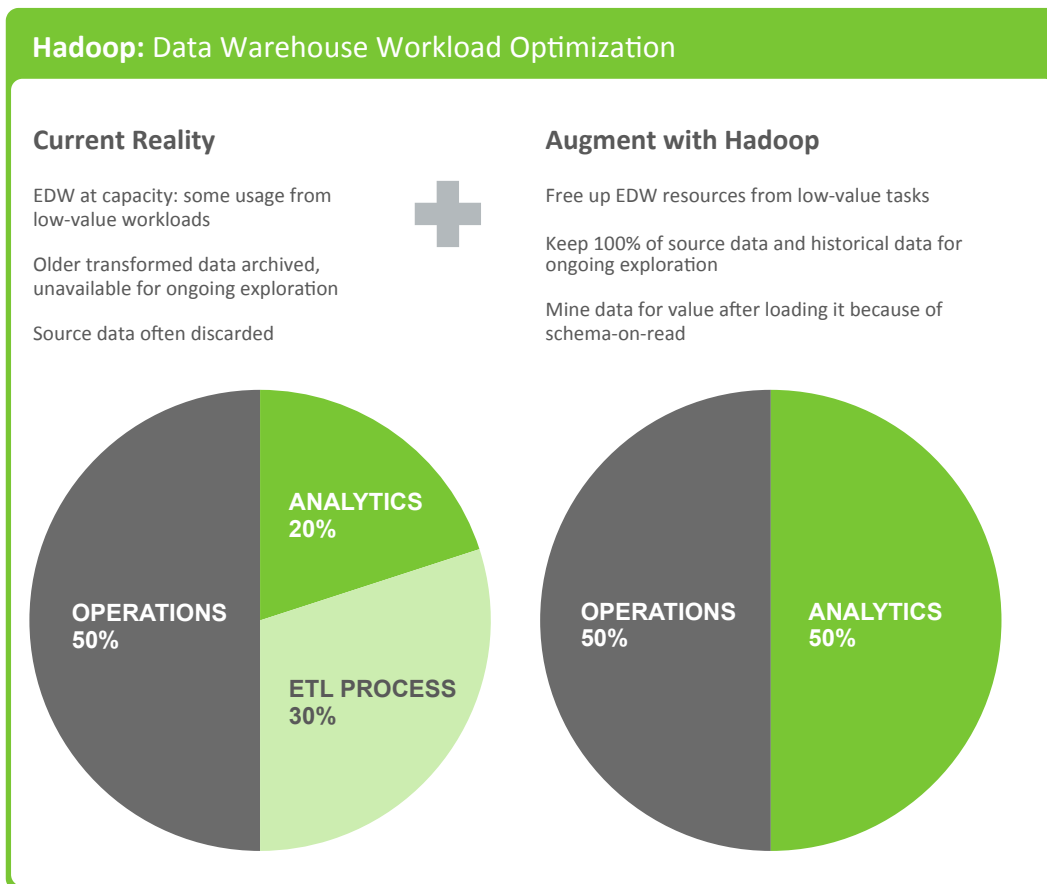 Hadoop: Data Warehouse Workload Optimization
Current Reality
EDW at capacity: some usage from
low-value workloads
Older transformed data archived,
unavailable for ongoing exploration
Source data often discarded
Augment with Hadoop
Free up EDW resources from low-value tasks
Keep 100% of source data and historical data for
ongoing exploration
Mine data for value after loading it because of
schema-on-read
OPERATIONS
50%
ANALYTICS
20%
ETL PROCESS
30%
OPERATIONS
50%
ANALYTICS
50%